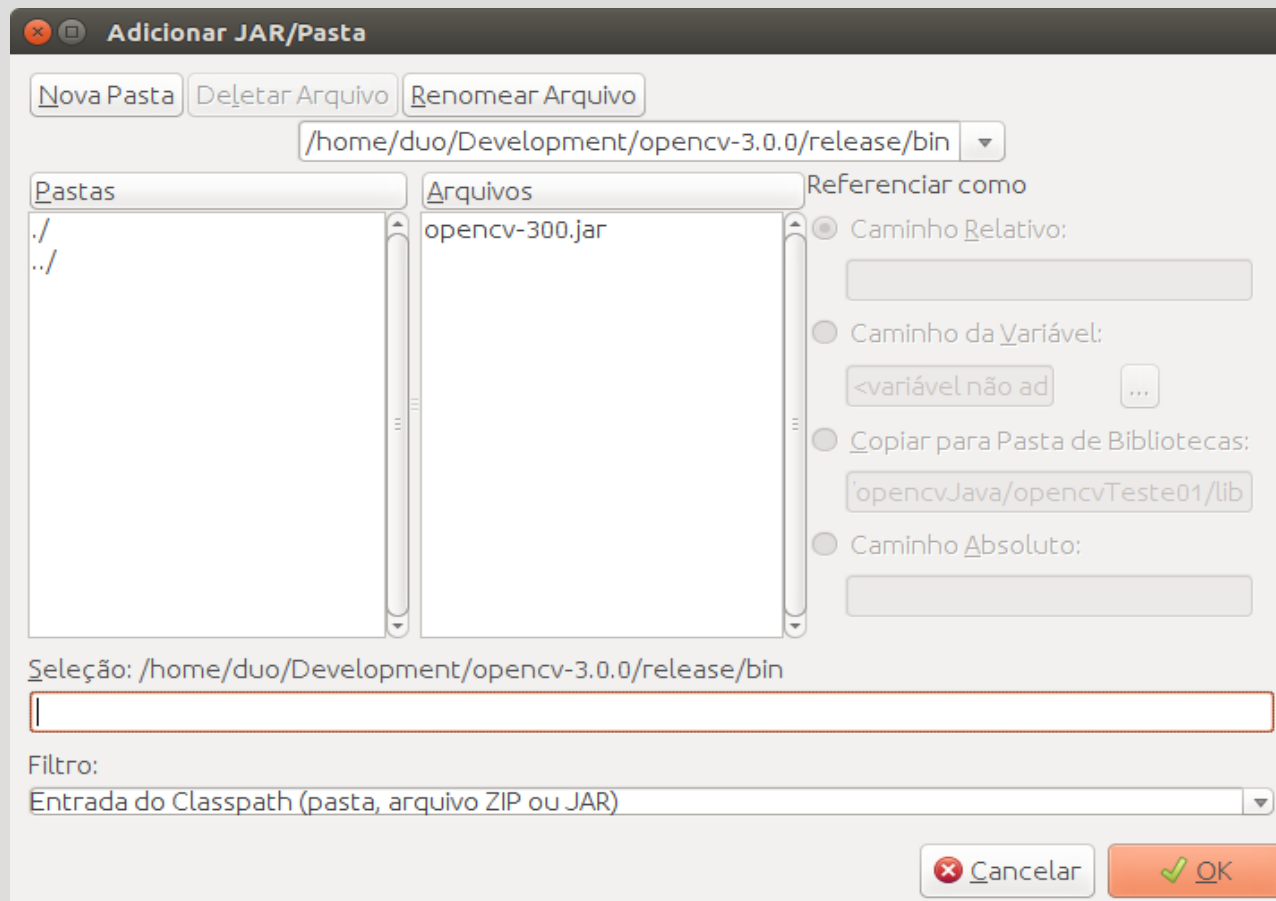 Adicionar JAR/Pasta
Nova Pasta Deletar Arquivo Renomear Arquivo
/home/duo/Development/opencv-3.0.0/release/bin
Pastas
./
../
Arquivos
opencv-300.jar
Referenciar como
Caminho Relativo:
Caminho da Variável:
<variável não ad ...
Copiar para Pasta de Bibliotecas:
opencvJava/opencvTeste01/lib
Caminho Absoluto:
Seleção: /home/duo/Development/opencv-3.0.0/release/bin
Filtro:
Entrada do Classpath (pasta, arquivo ZIP ou JAR)
Cancelar OK